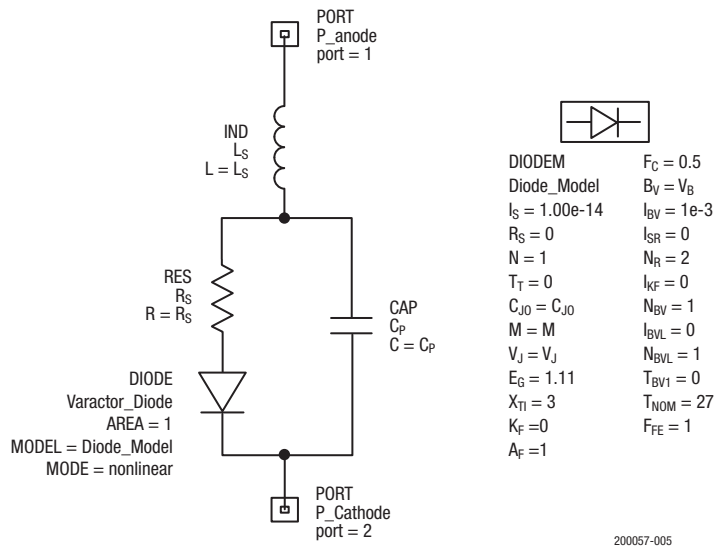 PORT
P_anode
port = 1
IND
LS
L = LS
RES
RS
R = RS
CAP
CP
C = CP
DIODE
Varactor_Diode
AREA = 1
MODEL = Diode_Model
MODE = nonlinear
PORT
P_Cathode
port = 2
DIODEM
Diode_Model
IS = 1.00e-14
RS = 0
N = 1
TT = 0
CJ0 = CJ0
M = M
VJ = VJ
EG = 1.11
XTI = 3
KF =0
AF =1
FC = 0.5
BV = VB
IBV = 1e-3
ISR = 0
NR = 2
IKF = 0
NBV = 1
IBVL = 0
NBVL = 1
TBV1 = 0
TNOM = 27
FFE = 1
200057-005